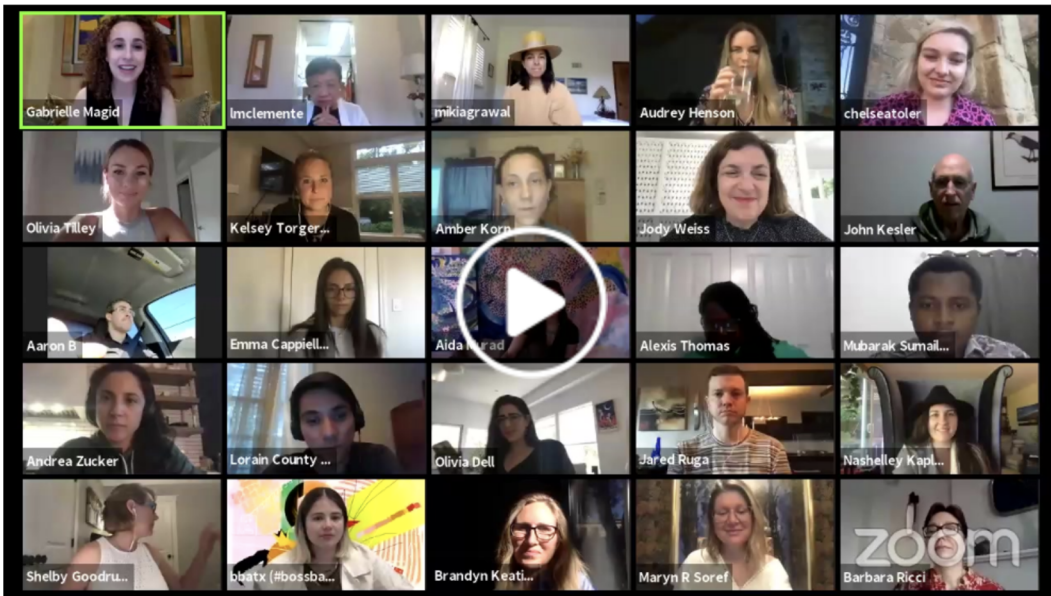 Gabrielle Magid
lmclemente
mikiagrawal
Audrey Henson
chelseatoler
Olivia Tilley
Kelsey Torger...
Amber Korn
Jody Weiss
John Kesler
Aaron B
Emma Cappiell...
Aida Murad
Alexis Thomas
Mubarak Sumail...
Andrea Zucker
Lorain County ...
Olivia Dell
Jared Ruga
Nashelley Kapl...
Shelby Goodru...
bbatx (#bossba...
Brandyn Keati...
Maryn R Soref
Barbara Ricci
zoom